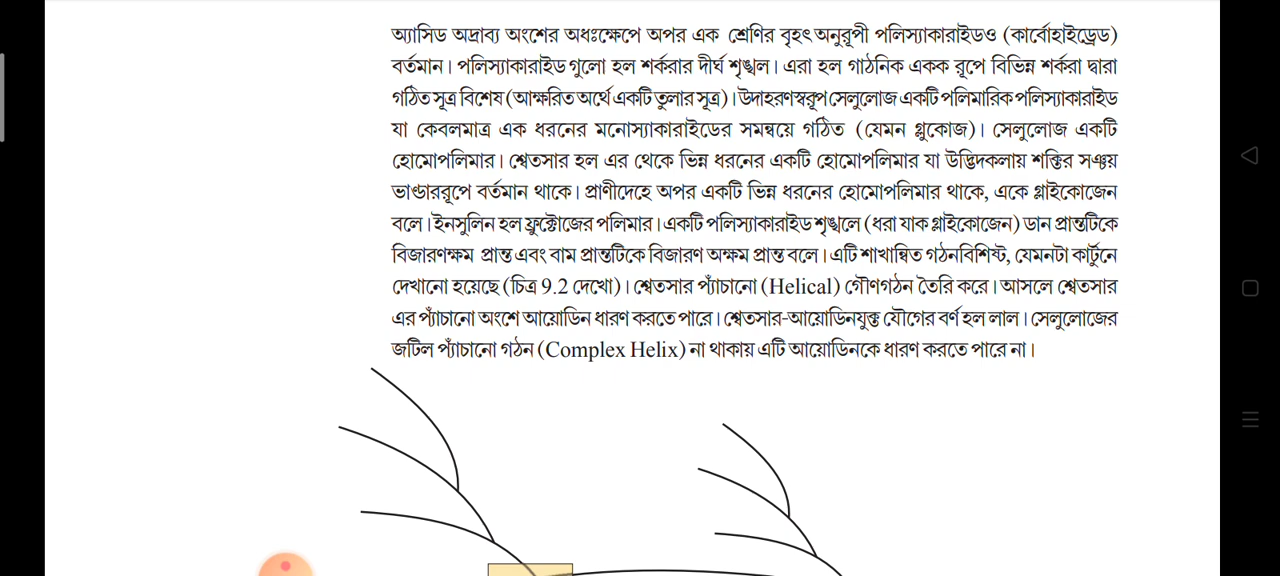 অ্যাসিড অদ্রাব্য অংশের অধঃক্ষেপে অপর এক শ্রেণির বৃহৎ অনুরূপী পলিস্যাকারাইডও (কার্বোহাইড্রেড)
বর্তমান। পলিস্যাকারাইড গুলো হল শর্করার দীর্ঘ শৃঙ্খল। এরা হল গাঠনিক একক রূপে বিভিন্ন শর্করা দ্বারা
গঠিত সূত্র বিশেষ (আক্ষরিত অর্থে একটি তুলার সূত্র)। উদাহরণস্বরূপ সেলুলোজ একটি পলিমারিক পলিস্যাকারাইড
যা কেবলমাত্র এক ধরনের মনোস্যাকারাইডের সমন্বয়ে গঠিত (যেমন গ্লুকোজ)। সেলুলোজ একটি
হোমোপলিমার। শ্বেতসার হল এর থেকে ভিন্ন ধরনের একটি হোমোপলিমার যা উদ্ভিদকলায় শক্তির সঞ্চয়
ভাণ্ডাররূপে বর্তমান থাকে। প্রাণীদেহে অপর একটি ভিন্ন ধরনের হোমোপলিমার থাকে, একে গ্লাইকোজেন
বলে। ইনসুলিন হল ফ্রুক্টোজের পলিমার। একটি পলিস্যাকারাইড শৃঙ্খলে (ধরা যাক গ্লাইকোজেন) ডান প্রান্তটিকে
বিজারণক্ষম প্রান্ত এবং বাম প্রান্তটিকে বিজারণ অক্ষম প্রান্ত বলে। এটি শাখান্বিত গঠনবিশিষ্ট, যেমনটা কার্টুনে
দেখানো হয়েছে (চিত্র 9.2 দেখো)। শ্বেতসার প্যাঁচানো (Helical) গৌণগঠন তৈরি করে। আসলে শ্বেতসার
এর প্যাঁচানো অংশে আয়োডিন ধারণ করতে পারে। শ্বেতসার-আয়োডিনযুক্ত যৌগের বর্ণ হল লাল। সেলুলোজের
জটিল প্যাঁচানো গঠন (Complex Helix) না থাকায় এটি আয়োডিনকে ধারণ করতে পারে না।